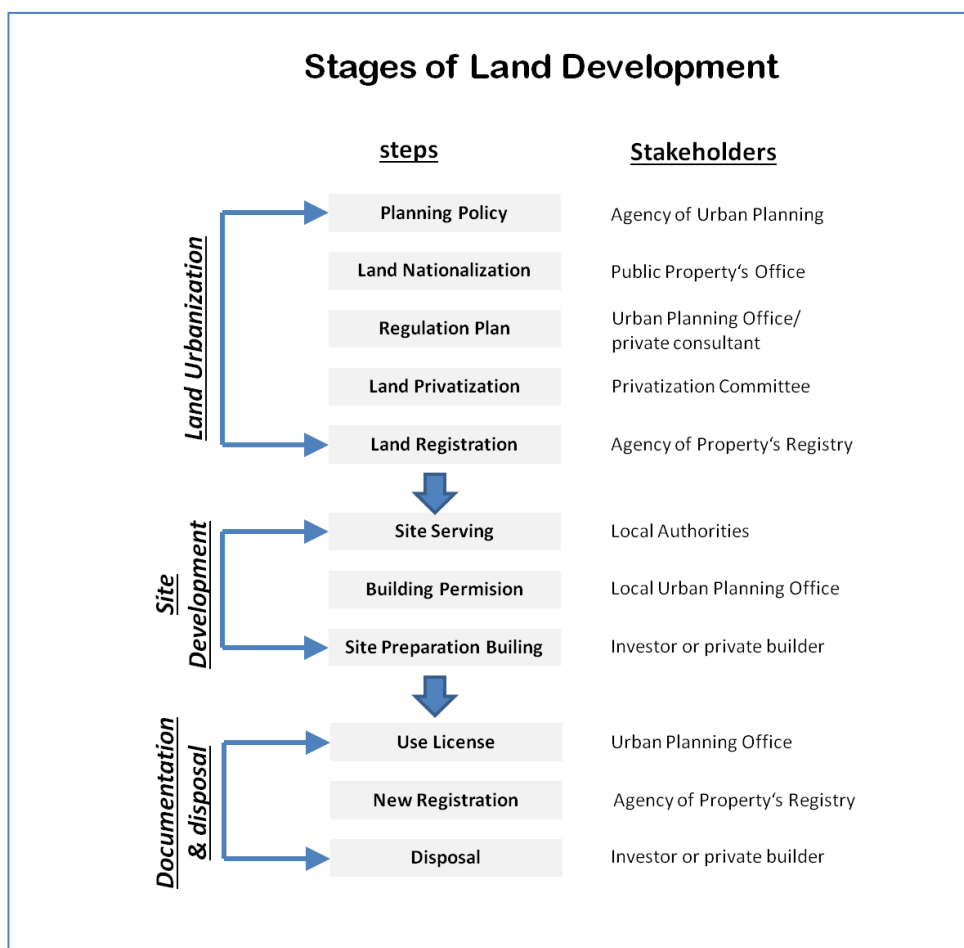 Stages of Land Development
steps
Stakeholders
Land Urbanization
Planning Policy
Agency of Urban Planning
Land Nationalization
Public Property‘s Office
Regulation Plan
Urban Planning Office/
private consultant
Land Privatization
Privatization Committee
Land Registration
Agency of Property‘s Registry
Site
Development
Site Serving
Local Authorities
Building Permision
Local Urban Planning Office
Site Preparation Builing
Investor or private builder
Documentation
& disposal
Use License
Urban Planning Office
New Registration
Agency of Property‘s Registry
Disposal
Investor or private builder